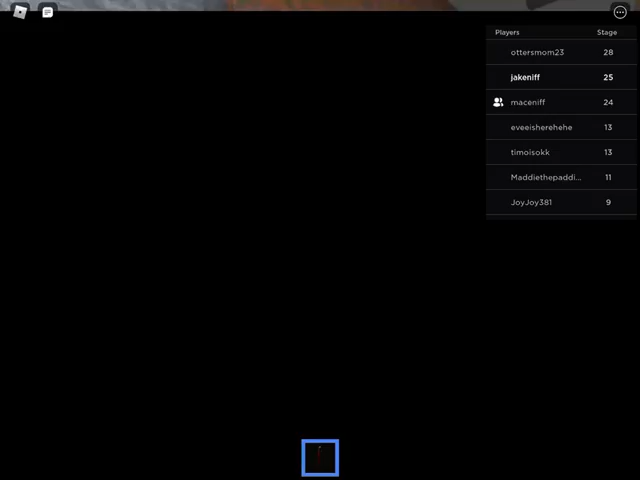 Players Stage
ottersmom23 28
jakeniff 25
maceniff 24
eveeisherehehe 13
timoisokk 13
Maddiethepaddi... 11
JoyJoy381 9